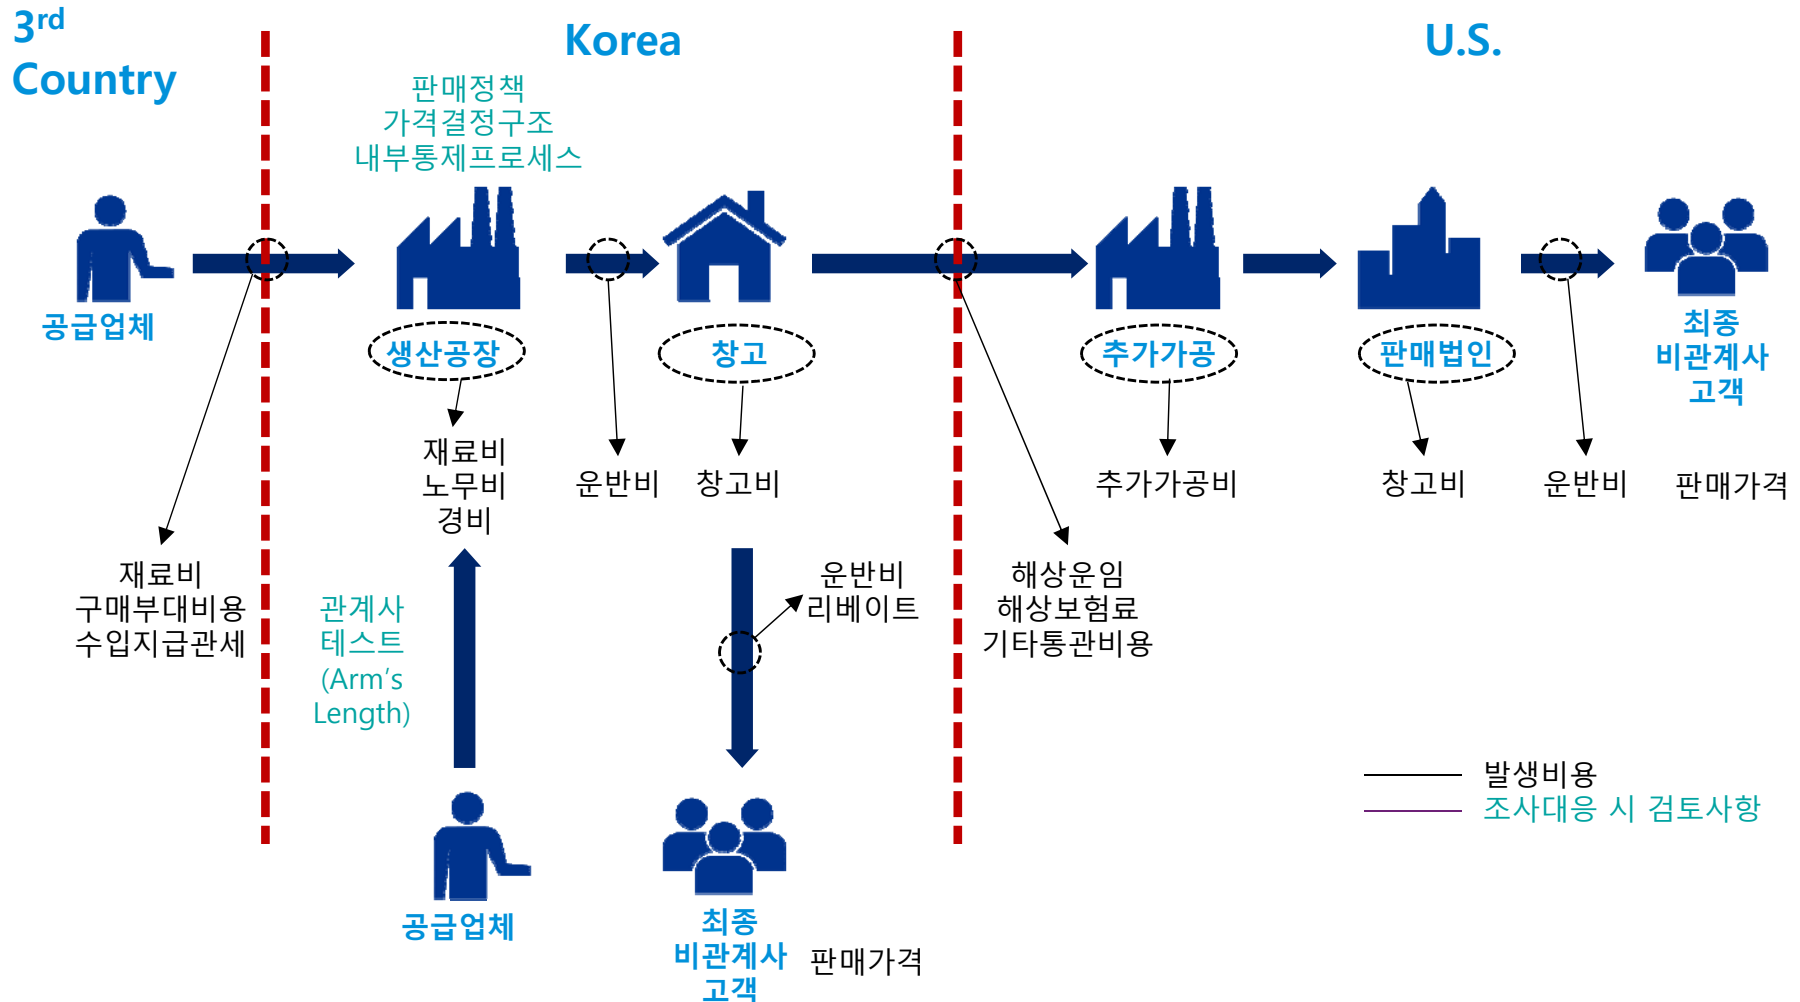 3rd
Country
Korea
U.S.
판매정책
가격결정구조
내부통제프로세스
공급업체
생산공장
창고
추가가공
판매법인
최종
비관계사
고객
재료비
노무비
경비
운반비
창고비
추가가공비
창고비
운반비
판매가격
재료비
구매부대비용
수입지급관세
관계사
테스트
(Arm's
Length)
운반비
리베이트
해상운임
해상보험료
기타통관비용
발생비용
조사대응 시 검토사항
공급업체
최종
비관계사
고객
판매가격